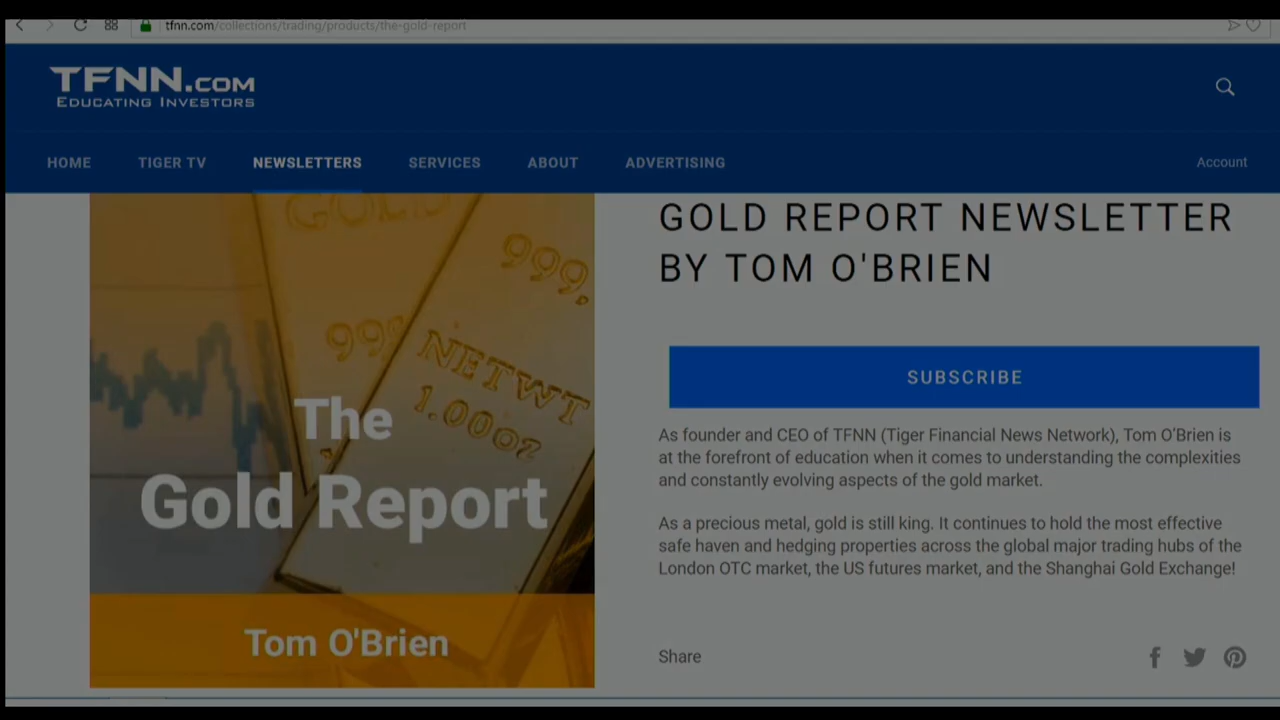 tfnn.com/collections/trading/products/the-gold-report
TFNN.COM
EDUCATING INVESTORS
HOME TIGER TV NEWSLETTERS SERVICES ABOUT ADVERTISING Account
GOLD
999.
999
NETWT
1.00oz
The
Gold Report
Tom O'Brien
GOLD REPORT NEWSLETTER
BY TOM O'BRIEN
SUBSCRIBE
As founder and CEO of TFNN (Tiger Financial News Network), Tom O'Brien is
at the forefront of education when it comes to understanding the complexities
and constantly evolving aspects of the gold market.
As a precious metal, gold is still king. It continues to hold the most effective
safe haven and hedging properties across the global major trading hubs of the
London OTC market, the US futures market, and the Shanghai Gold Exchange!
Share